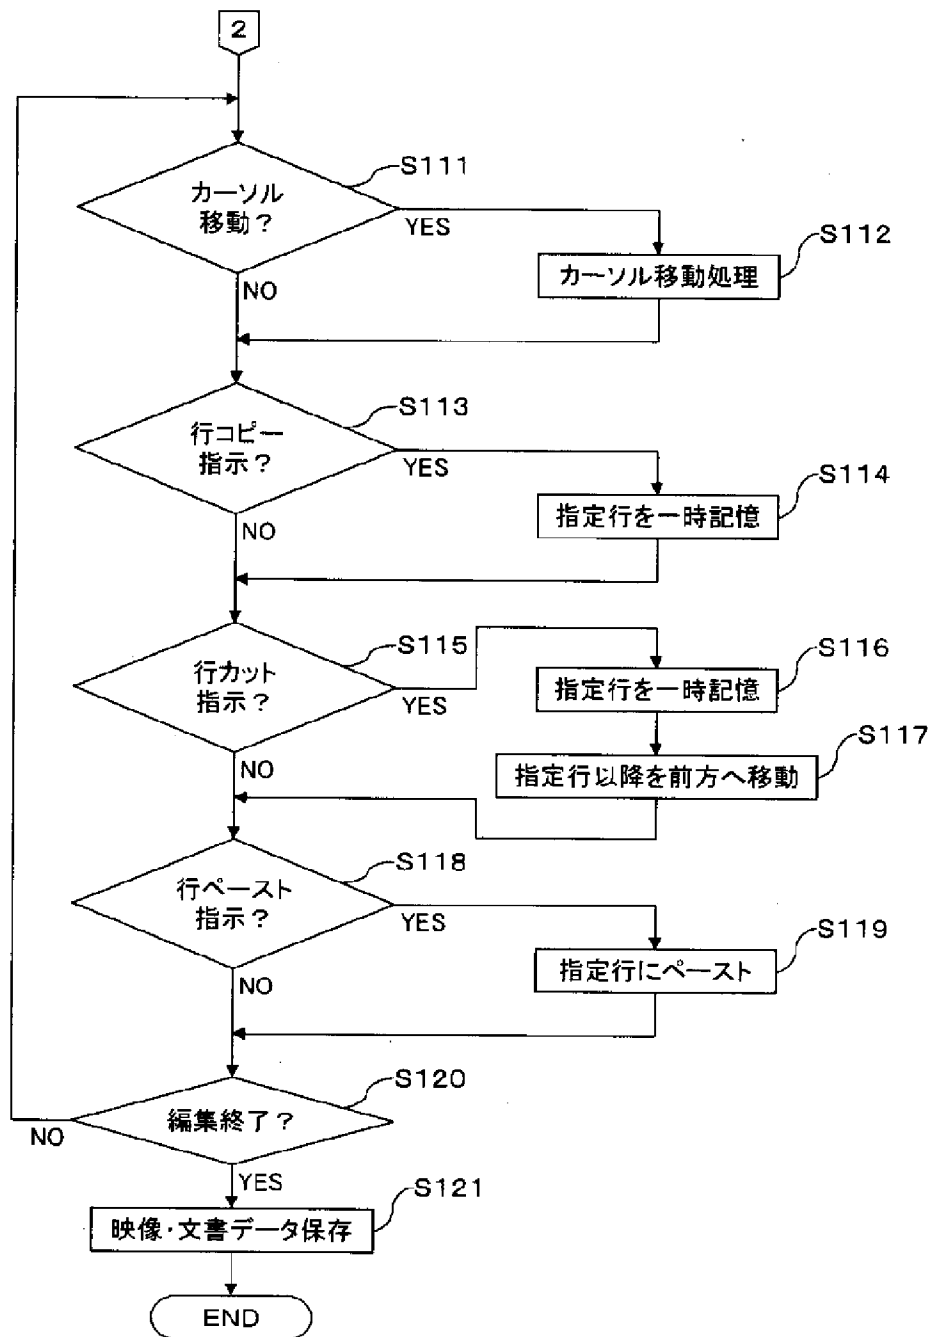 2
S111
カーソル
移動？
YES
S112
カーソル移動処理
NO
S113
行コピー
指示？
YES
S114
指定行を一時記憶
NO
S115
行カット
指示？
YES
S116
指定行を一時記憶
S117
指定行以降を前方へ移動
NO
S118
行ペースト
指示？
YES
S119
指定行にペースト
NO
S120
編集終了？
NO
YES
S121
映像・文書データ保存
END